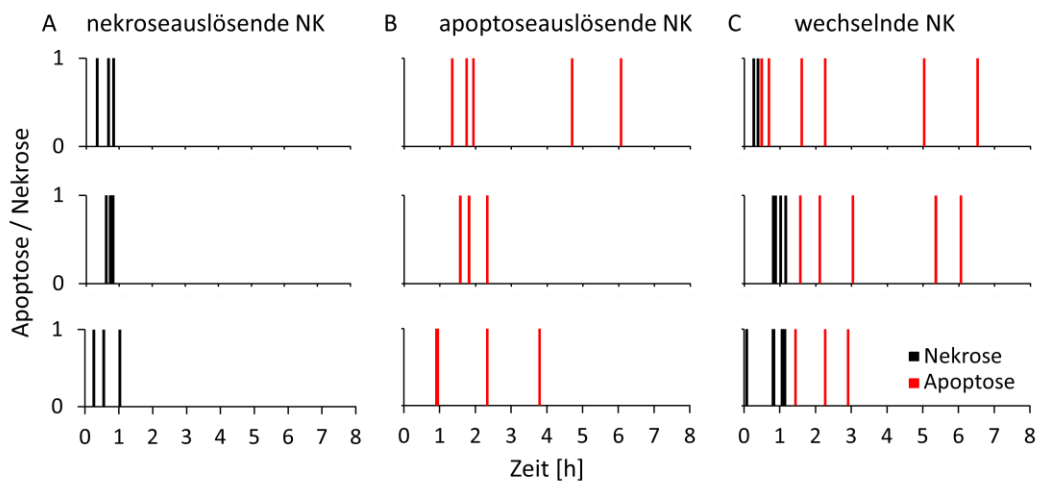 A nekroseauslösende NK
B apoptoseauslösende NK
C wechselnde NK
Apoptose / Nekrose
1
0
1
0
1
0
0 1 2 3 4 5 6 7 8
0 1 2 3 4 5 6 7 8
0 1 2 3 4 5 6 7 8
Nekrose
Apoptose
Zeit [h]